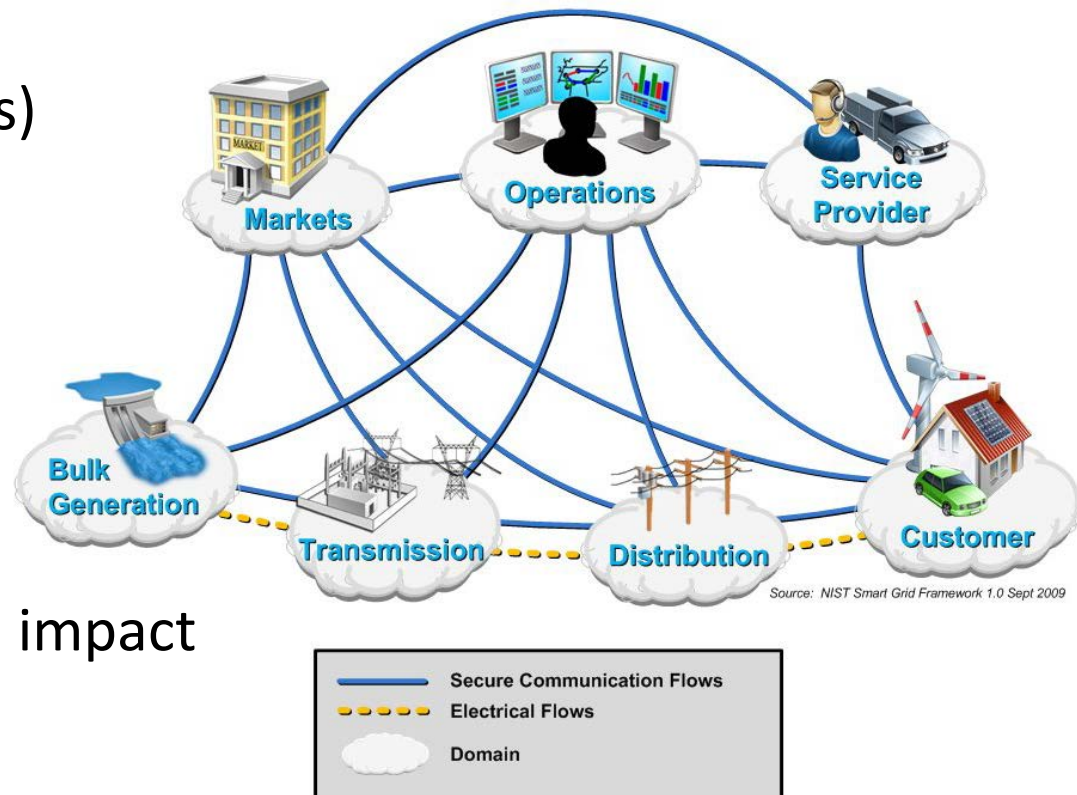 s)
MARKET
Markets
Operations
Service
Provider
Bulk
Generation
Transmission
Distribution
Customer
Source: NIST Smart Grid Framework 1.0 Sept 2009
impact
Secure Communication Flows
Electrical Flows
Domain